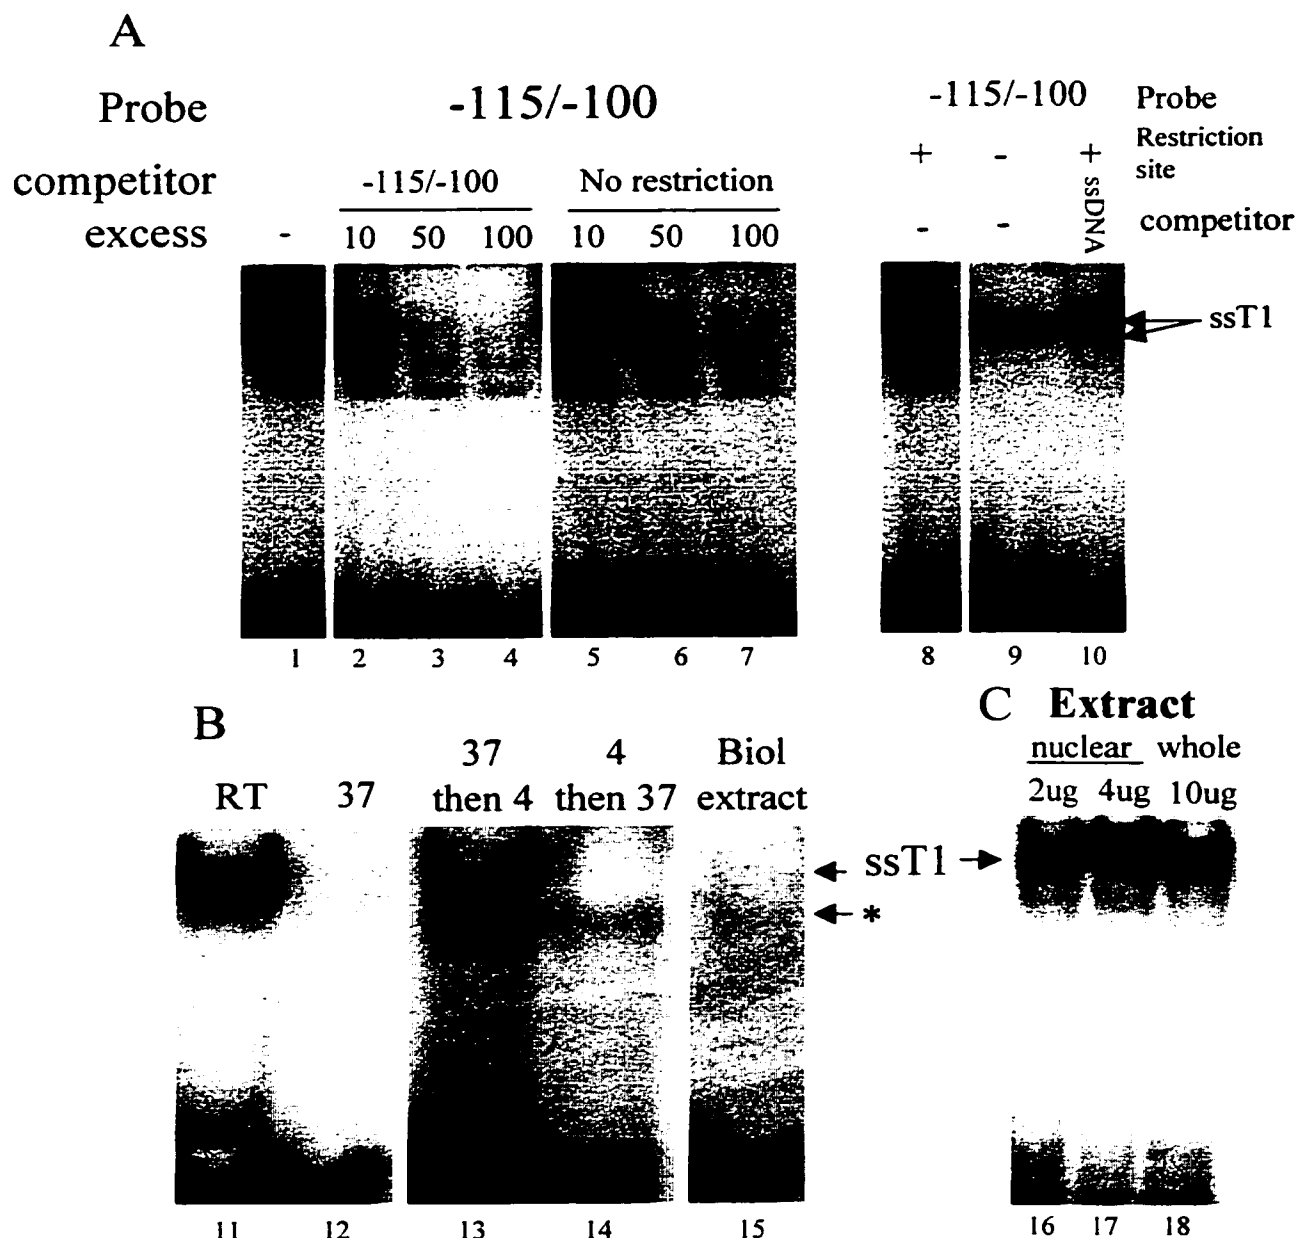 A
Probe -115/-100
competitor -115/-100 No restriction
excess - 10 50 100 10 50 100
1 2 3 4 5 6 7
-115/-100 Probe
+ - + Restriction site
- - ssDNA competitor
ssT1
8 9 10
B
RT 37 37 then 4 4 then 37 Biol extract
ssT1
*
11 12 13 14 15
C Extract
nuclear whole
2ug 4ug 10ug
16 17 18